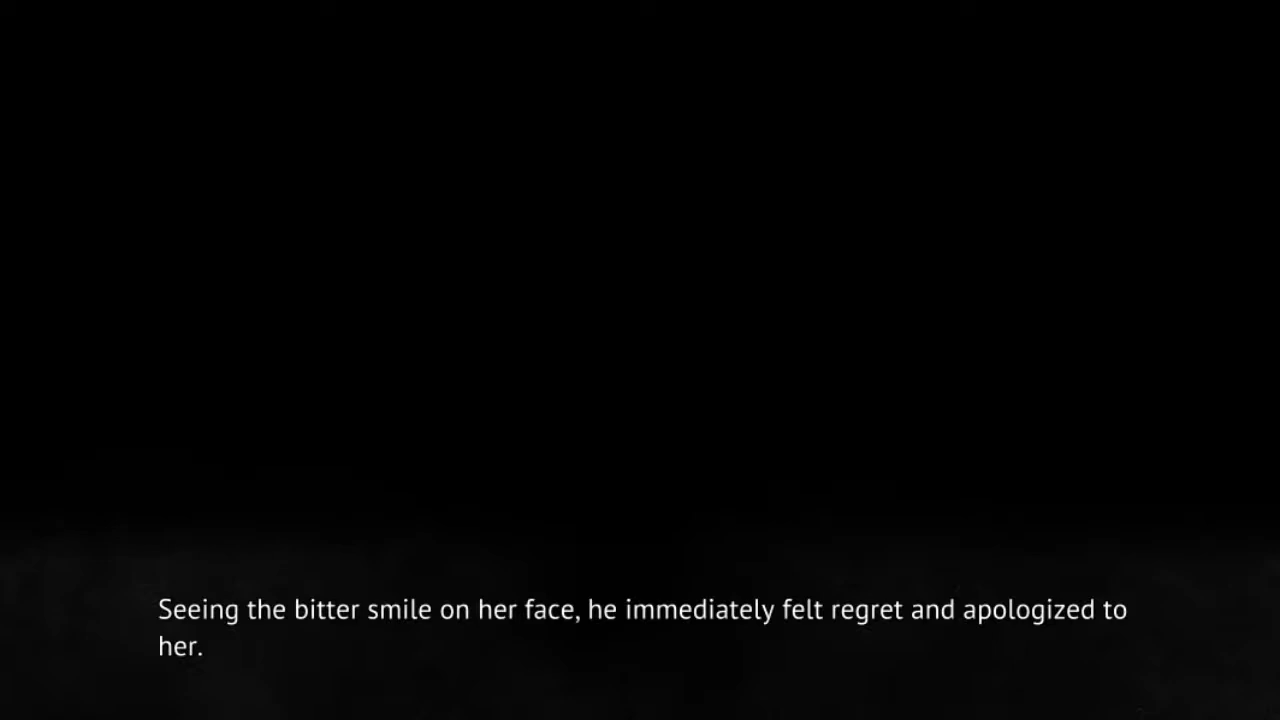 Seeing the bitter smile on her face, he immediately felt regret and apologized to
her.